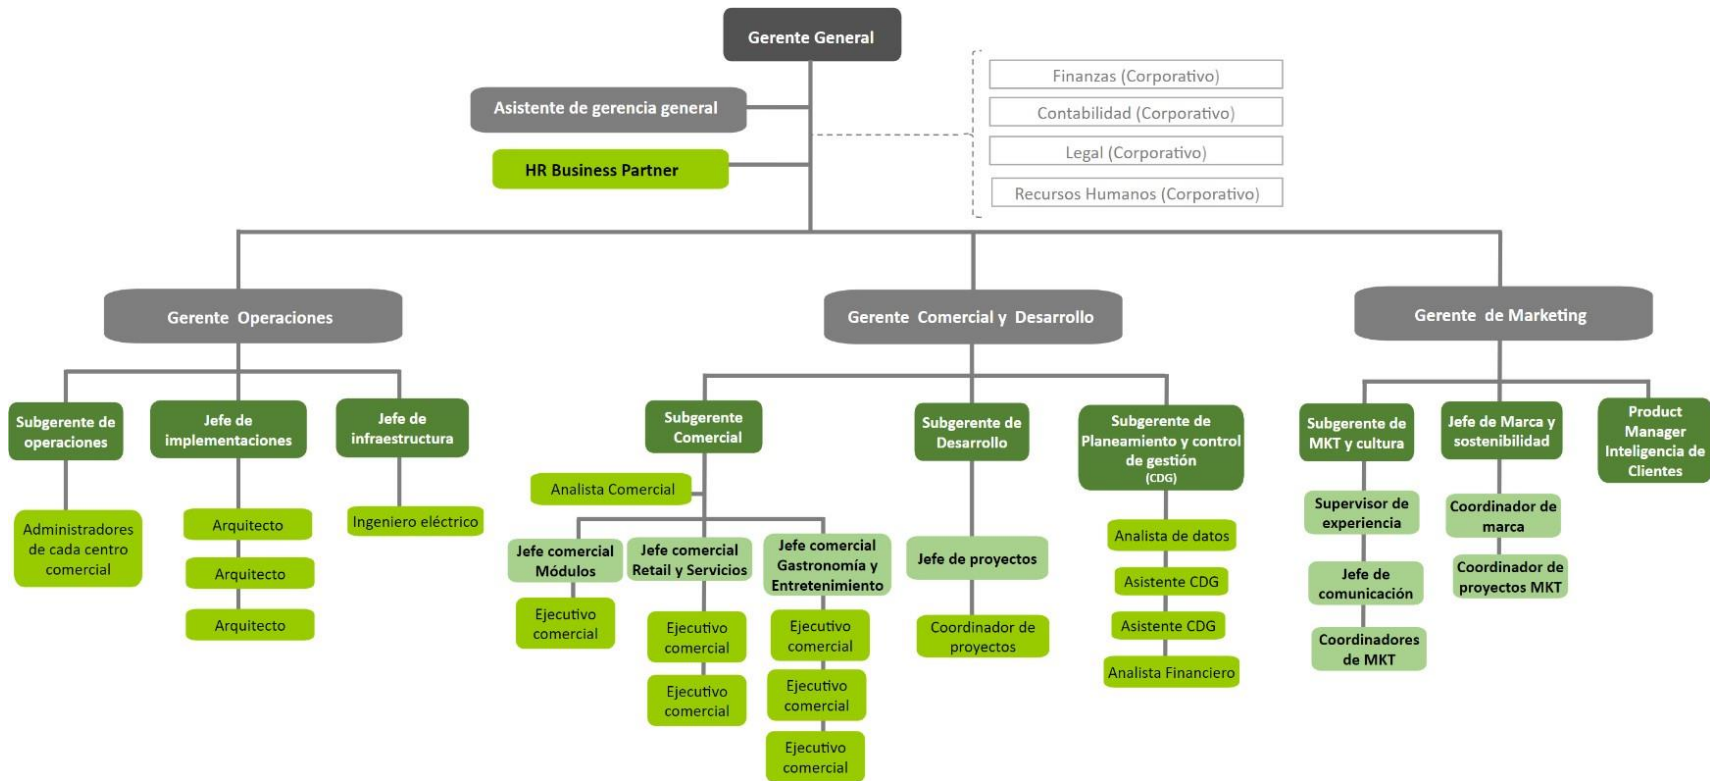 Gerente General
Finanzas (Corporativo)
Asistente de gerencia general
Contabilidad (Corporativo)
Legal (Corporativo)
HR Business Partner
Recursos Humanos (Corporativo)
Gerente Operaciones
Gerente Comercial y Desarrollo
Gerente de Marketing
Subgerente de
operaciones
Jefe de
implementaciones
Jefe de
infraestructura
Administradores
de cada centro
comercial
Arquitecto
Arquitecto
Arquitecto
Ingeniero eléctrico
Subgerente
Comercial
Analista Comercial
Jefe comercial
Módulos
Ejecutivo
comercial
Jefe comercial
Retail y Servicios
Ejecutivo
comercial
Ejecutivo
comercial
Jefe comercial
Gastronomía y
Entretenimiento
Ejecutivo
comercial
Ejecutivo
comercial
Ejecutivo
comercial
Subgerente de
Desarrollo
Jefe de proyectos
Coordinador de
proyectos
Subgerente de
Planeamiento y control
de gestión
(CDG)
Analista de datos
Asistente CDG
Asistente CDG
Analista Financiero
Subgerente de
MKT y cultura
Supervisor de
experiencia
Jefe de
comunicación
Coordinadores
de MKT
Jefe de Marca y
sostenibilidad
Coordinador de
marca
Coordinador de
proyectos MKT
Product
Manager
Inteligencia de
Clientes